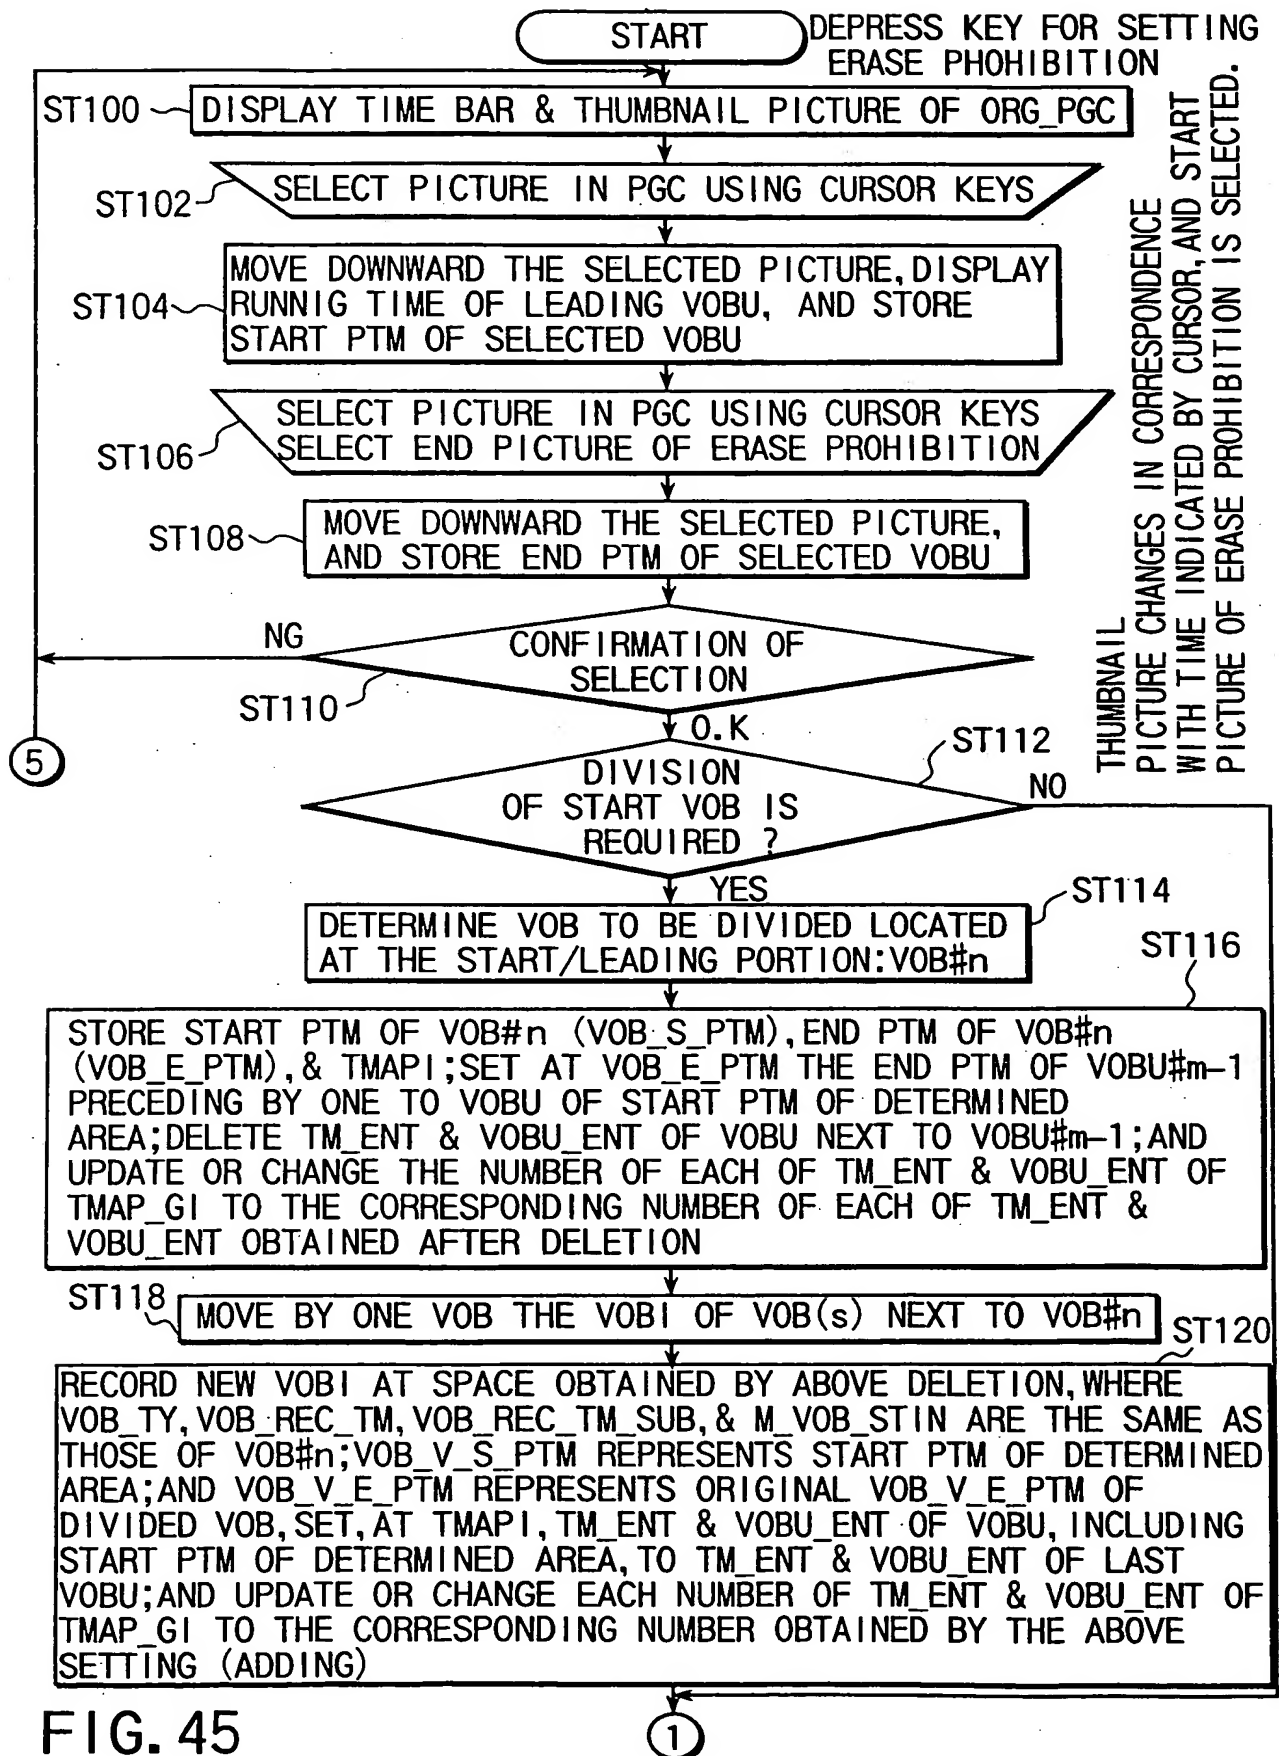 START
DEPRESS KEY FOR SETTING
ERASE PHOHIBITION
ST100
DISPLAY TIME BAR & THUMBNAIL PICTURE OF ORG_PGC
ST102
SELECT PICTURE IN PGC USING CURSOR KEYS
THUMBNAIL
PICTURE CHANGES IN CORRESPONDENCE
WITH TIME INDICATED BY CURSOR, AND START
PICTURE OF ERASE PROHIBITION IS SELECTED.
ST104
MOVE DOWNWARD THE SELECTED PICTURE, DISPLAY
RUNNIG TIME OF LEADING VOBU, AND STORE
START PTM OF SELECTED VOBU
ST106
SELECT PICTURE IN PGC USING CURSOR KEYS
SELECT END PICTURE OF ERASE PROHIBITION
ST108
MOVE DOWNWARD THE SELECTED PICTURE,
AND STORE END PTM OF SELECTED VOBU
NG
CONFIRMATION OF
SELECTION
ST110
O.K
5
ST112
DIVISION
OF START VOB IS
REQUIRED ?
NO
YES
ST114
DETERMINE VOB TO BE DIVIDED LOCATED
AT THE START/LEADING PORTION:VOB#n
ST116
STORE START PTM OF VOB#n (VOB_S_PTM), END PTM OF VOB#n
(VOB_E_PTM), & TMAPI;SET AT VOB_E_PTM THE END PTM OF VOBU#m-1
PRECEDING BY ONE TO VOBU OF START PTM OF DETERMINED
AREA;DELETE TM_ENT & VOBU_ENT OF VOBU NEXT TO VOBU#m-1;AND
UPDATE OR CHANGE THE NUMBER OF EACH OF TM_ENT & VOBU_ENT OF
TMAP_GI TO THE CORRESPONDING NUMBER OF EACH OF TM_ENT &
VOBU_ENT OBTAINED AFTER DELETION
ST118
MOVE BY ONE VOB THE VOBI OF VOB(s) NEXT TO VOB#n
ST120
RECORD NEW VOBI AT SPACE OBTAINED BY ABOVE DELETION, WHERE
VOB_TY, VOB_REC_TM, VOB_REC_TM_SUB, & M_VOB_STIN ARE THE SAME AS
THOSE OF VOB#n;VOB_V_S_PTM REPRESENTS START PTM OF DETERMINED
AREA;AND VOB_V_E_PTM REPRESENTS ORIGINAL VOB_V_E_PTM OF
DIVIDED VOB, SET, AT TMAPI, TM_ENT & VOBU_ENT OF VOBU, INCLUDING
START PTM OF DETERMINED AREA, TO TM_ENT & VOBU_ENT OF LAST
VOBU;AND UPDATE OR CHANGE EACH NUMBER OF TM_ENT & VOBU_ENT OF
TMAP_GI TO THE CORRESPONDING NUMBER OBTAINED BY THE ABOVE
SETTING (ADDING)
FIG. 45
1